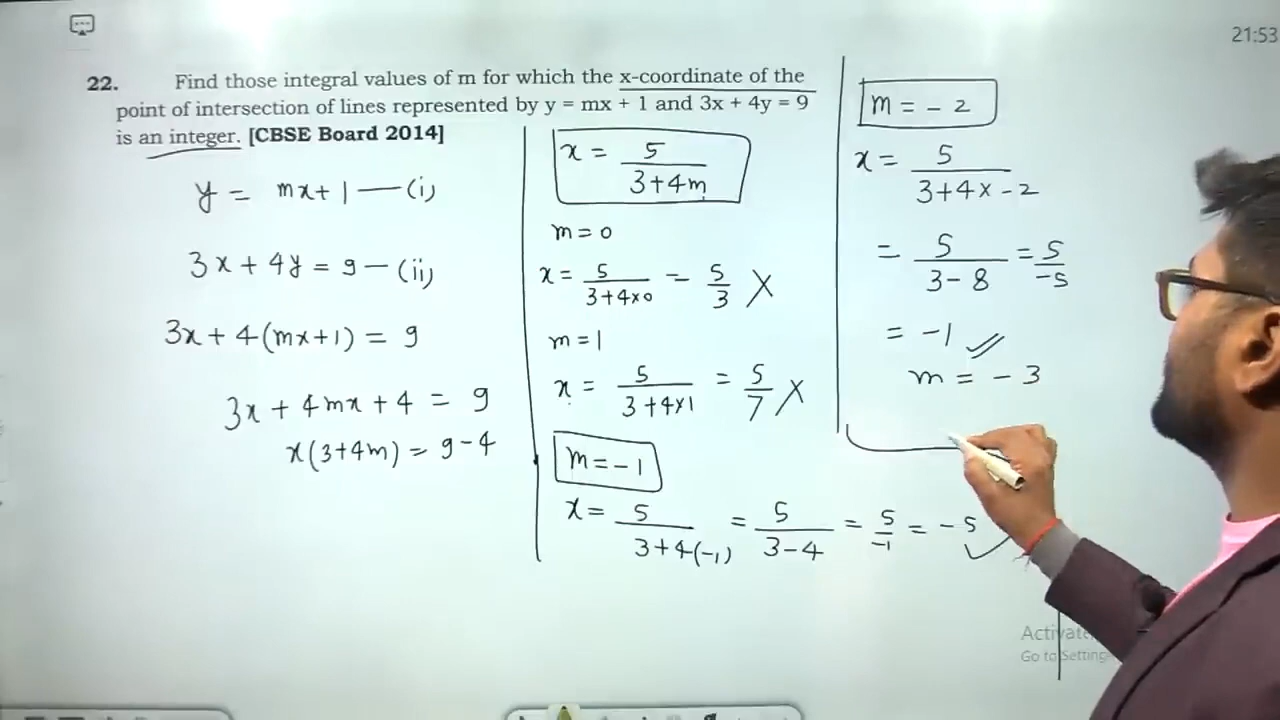 21:53
22. Find those integral values of m for which the x-coordinate of the
point of intersection of lines represented by y = mx + 1 and 3x + 4y = 9
is an integer. [CBSE Board 2014]
y = mx+1 — (i)
3x + 4y = 9 — (ii)
3x + 4(mx+1) = 9
3x + 4mx + 4 = 9
x(3+4m) = 9-4
x = 5/(3+4m)
m = 0
x = 5/(3+4×0) = 5/3 X
m = 1
x = 5/(3+4×1) = 5/7 X
m = -1
x = 5/(3+4(-1)) = 5/(3-4) = 5/-1 = -5 ✓
m = - 2
x = 5/(3+4×-2)
= 5/(3-8) = 5/-5
= -1 ✓
m = - 3
Go to Setting